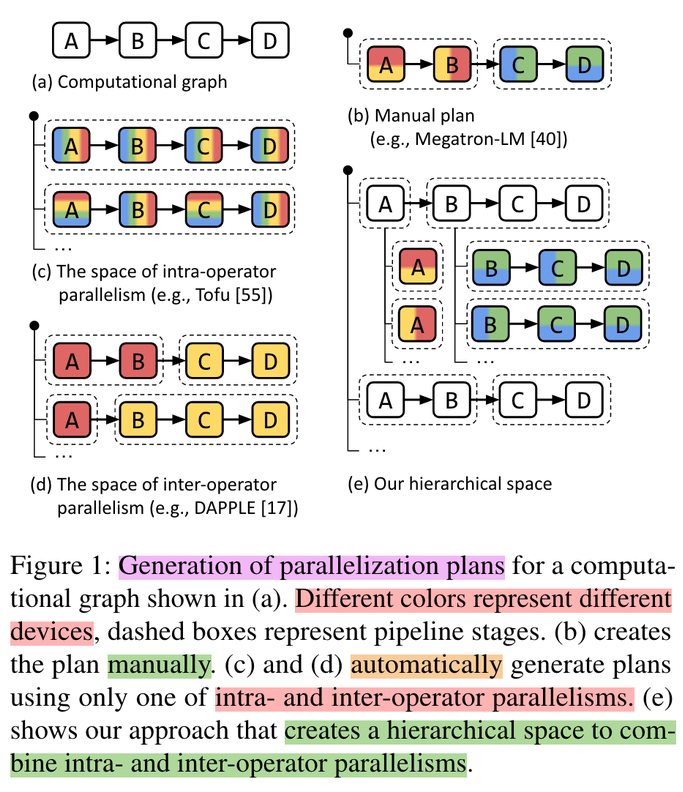 A B C D
(a) Computational graph
A B C D
(b) Manual plan
(e.g., Megatron-LM [40])
A B C D
A B C D
...
(c) The space of intra-operator
parallelism (e.g., Tofu [55])
A B C D
A B C D
...
(d) The space of inter-operator
parallelism (e.g., DAPPLE [17])
A B C D
A B C D
A B C D
... ...
A B C D
...
(e) Our hierarchical space
Figure 1: Generation of parallelization plans for a computa-
tional graph shown in (a). Different colors represent different
devices, dashed boxes represent pipeline stages. (b) creates
the plan manually. (c) and (d) automatically generate plans
using only one of intra- and inter-operator parallelisms. (e)
shows our approach that creates a hierarchical space to com-
bine intra- and inter-operator parallelisms.